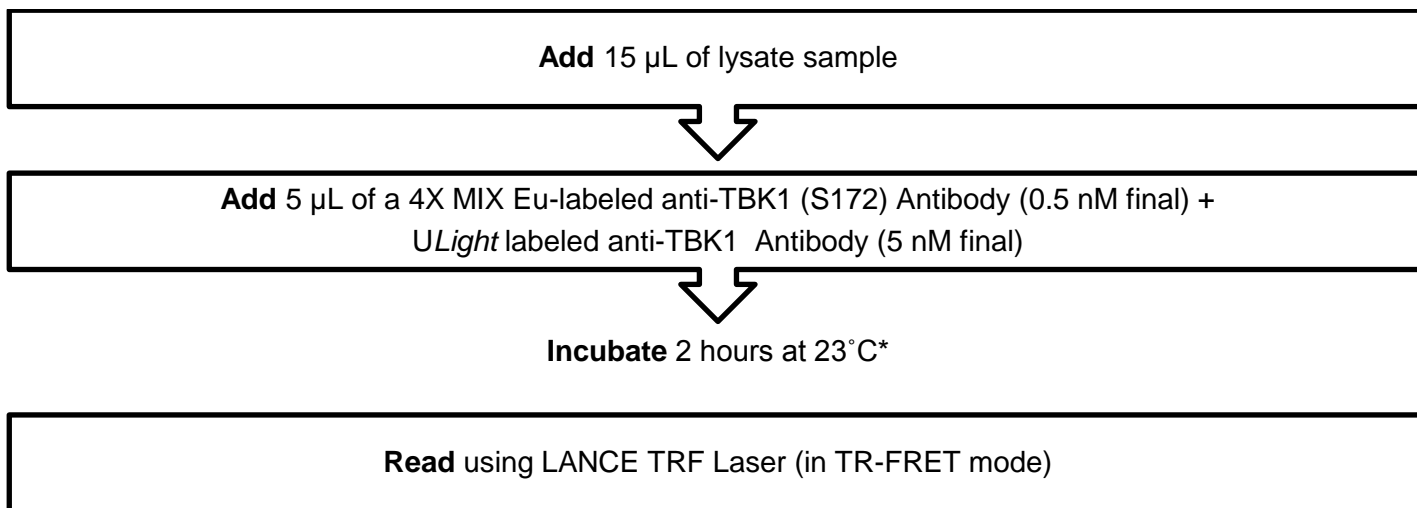 Add 15 µL of lysate sample
Add 5 µL of a 4X MIX Eu-labeled anti-TBK1 (S172) Antibody (0.5 nM final) +
ULight labeled anti-TBK1  Antibody (5 nM final)
Incubate 2 hours at 23˚C*
Read using LANCE TRF Laser (in TR-FRET mode)